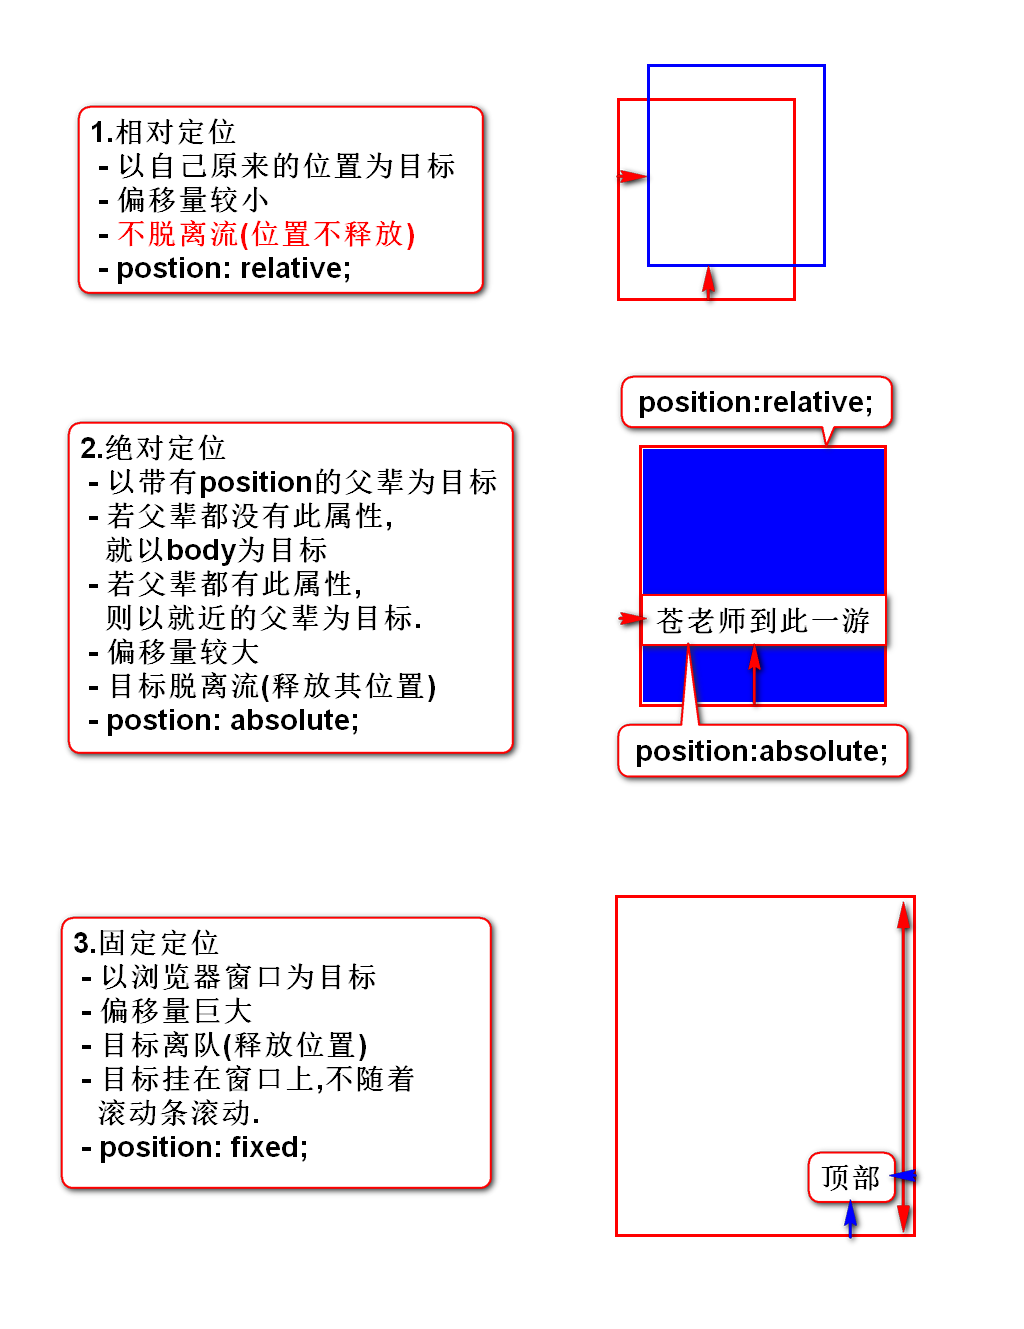 1.相对定位
- 以自己原来的位置为目标
- 偏移量较小
- 不脱离流(位置不释放)
- postion: relative;
position:relative;
2.绝对定位
- 以带有position的父辈为目标
- 若父辈都没有此属性,
就以body为目标
- 若父辈都有此属性,
则以就近的父辈为目标.
- 偏移量较大
- 目标脱离流(释放其位置)
- postion: absolute;
苍老师到此一游
position:absolute;
3.固定定位
- 以浏览器窗口为目标
- 偏移量巨大
- 目标离队(释放位置)
- 目标挂在窗口上,不随着
滚动条滚动.
- position: fixed;
顶部